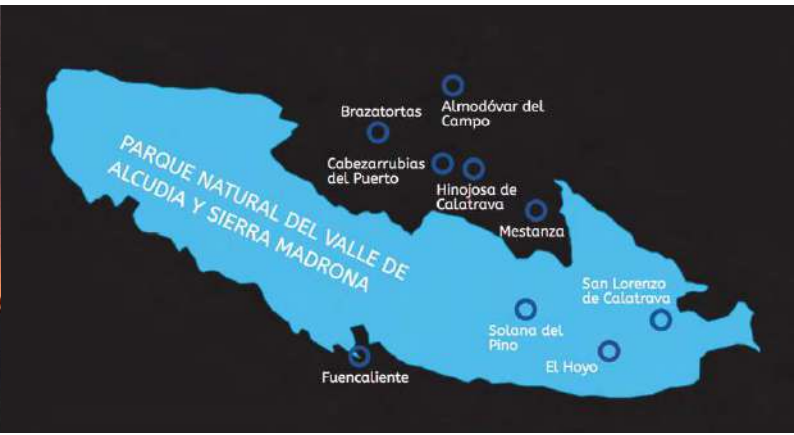 Almodóvar del
Campo
Brazatortas
Cabezarrubias
del Puerto
Hinojosa de
Calatrava
Mestanza
PARQUE NATURAL DEL VALLE DE
ALCUDIA Y SIERRA MADRONA
San Lorenzo
de Calatrava
Solana del
Pino
El Hoyo
Fuencaliente